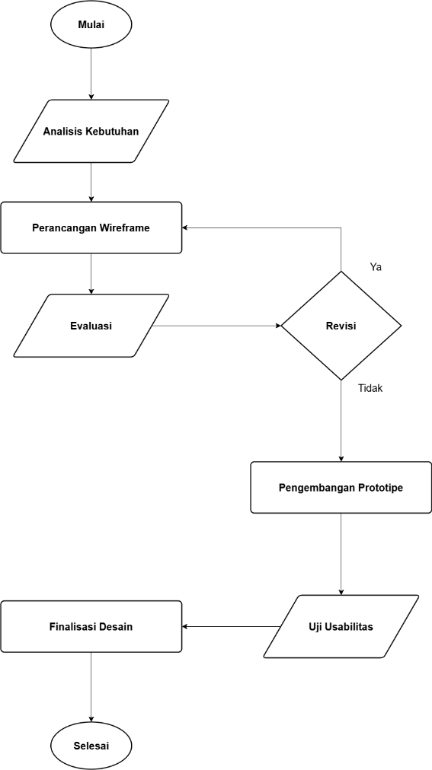 Mulai
Analisis Kebutuhan
Perancangan Wireframe
Ya
Evaluasi
Revisi
Tidak
Pengembangan Prototipe
Finalisasi Desain
Uji Usabilitas
Selesai